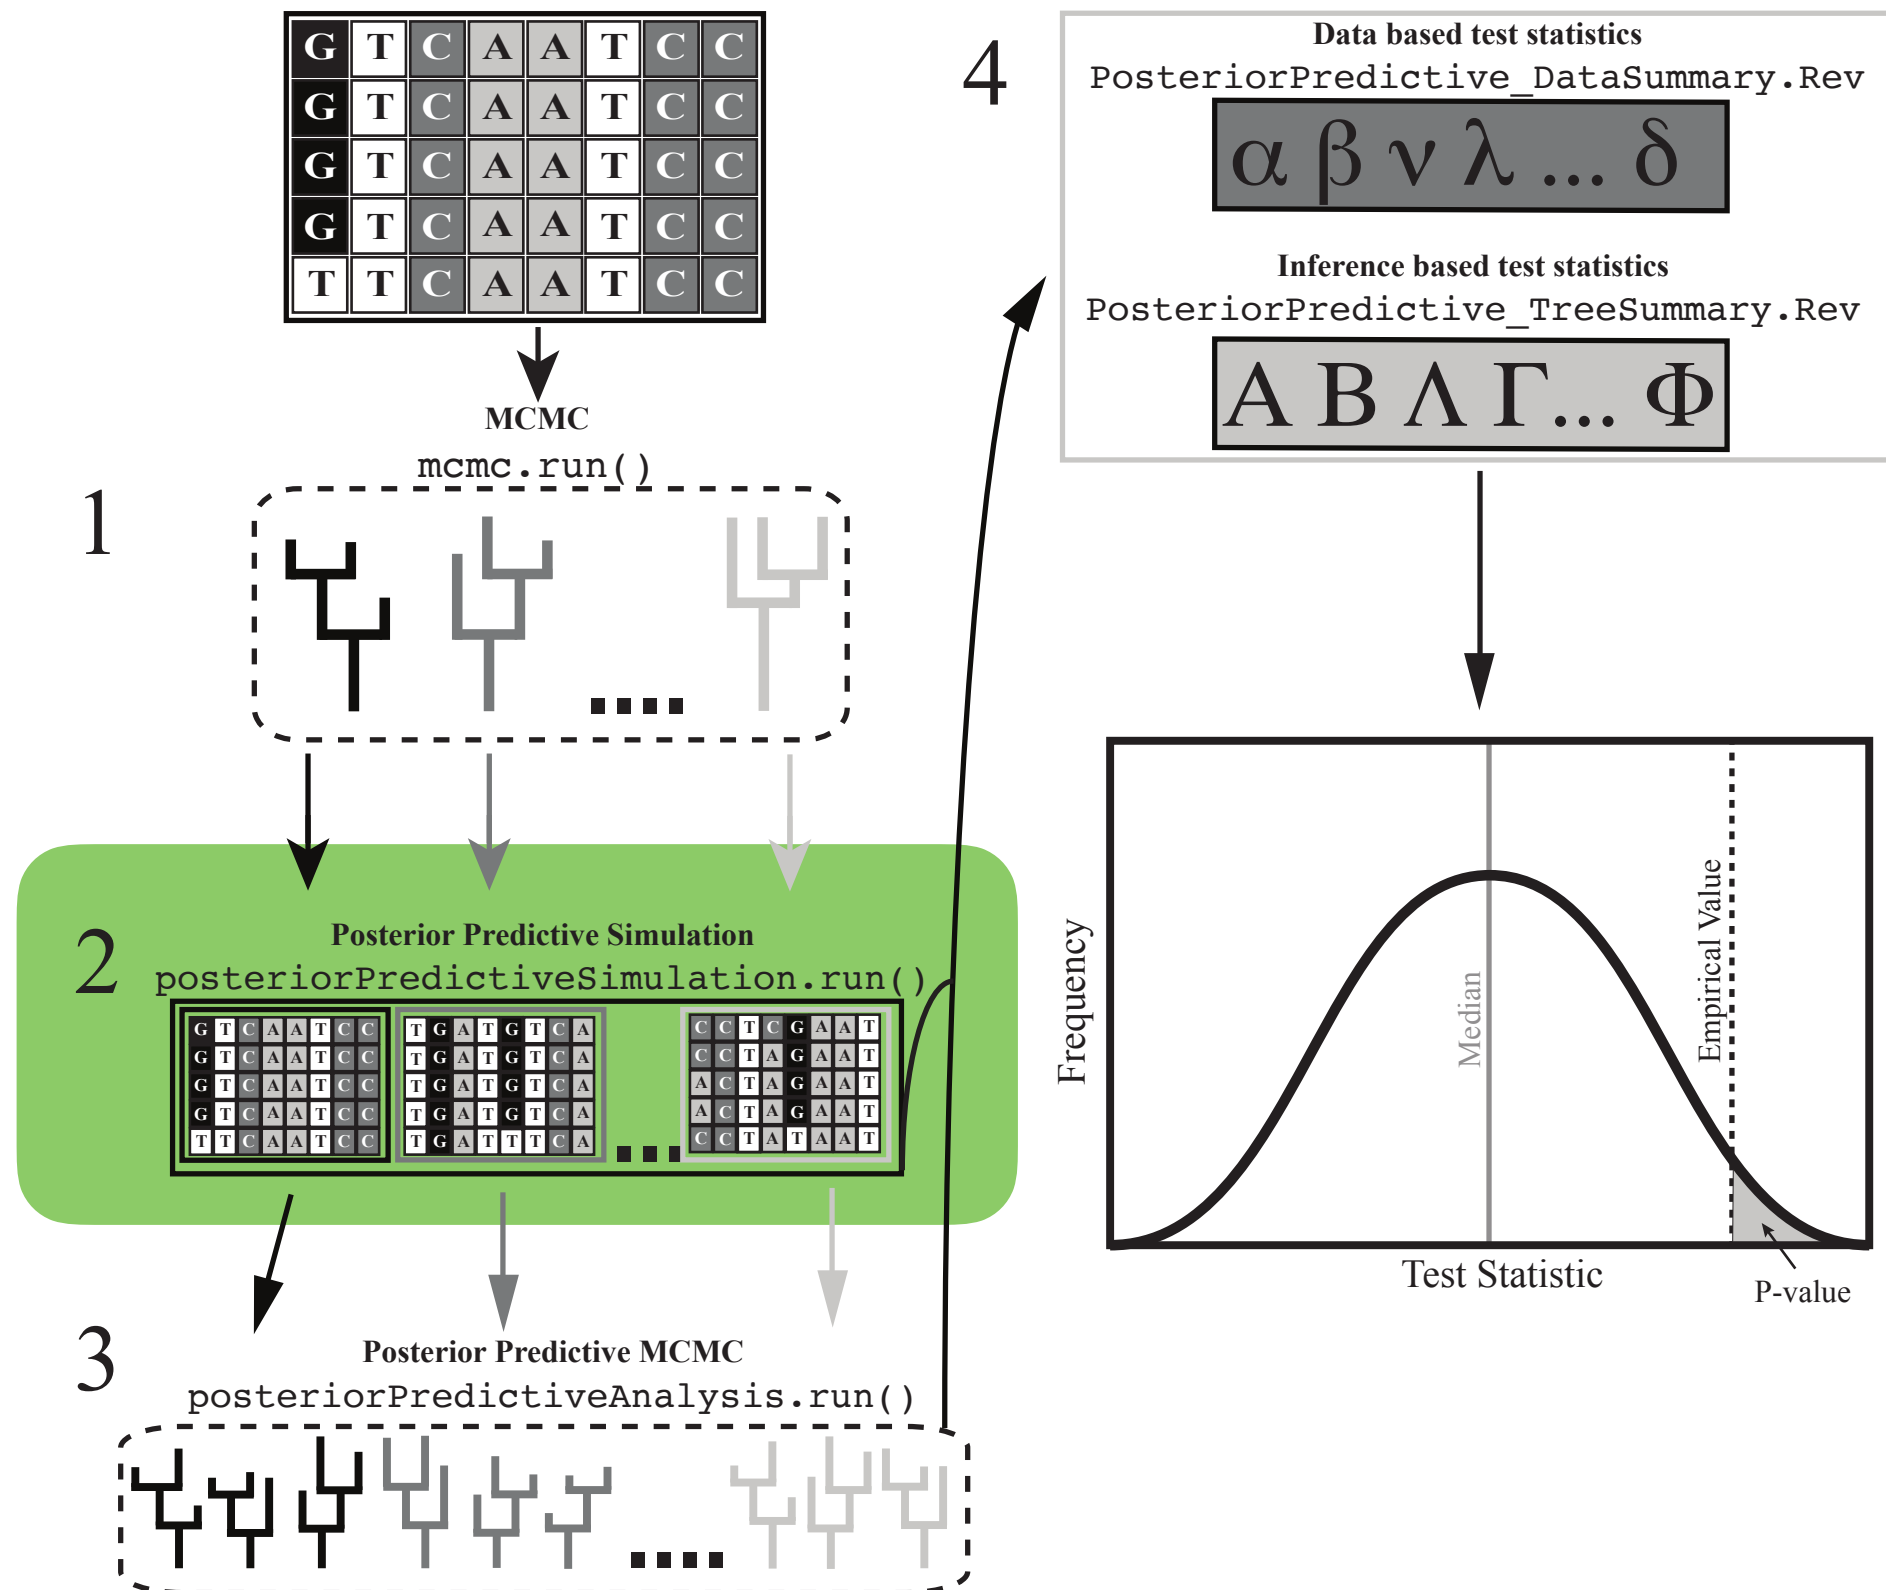 G T C A A T C C
G T C A A T C C
G T C A A T C C
G T C A A T C C
T T C A A T C C
MCMC
mcmc.run()
1
2
Posterior Predictive Simulation
posteriorPredictiveSimulation.run()
G T C A A T C C
G T C A A T C C
G T C A A T C C
G T C A A T C C
T T C A A T C C
T G A T G T C A
T G A T G T C A
T G A T G T C A
T G A T G T C A
T G A T T T C A
C C T C G A A T
C C T A G A A T
A C T A G A A T
A C T A G A A T
C C T A T A A T
3
Posterior Predictive MCMC
posteriorPredictiveAnalysis.run()
4
Data based test statistics
PosteriorPredictive_DataSummary.Rev
α β ν λ ... δ
Inference based test statistics
PosteriorPredictive_TreeSummary.Rev
Α Β Λ Γ... Φ
Frequency
Median
Empirical Value
Test Statistic
P-value